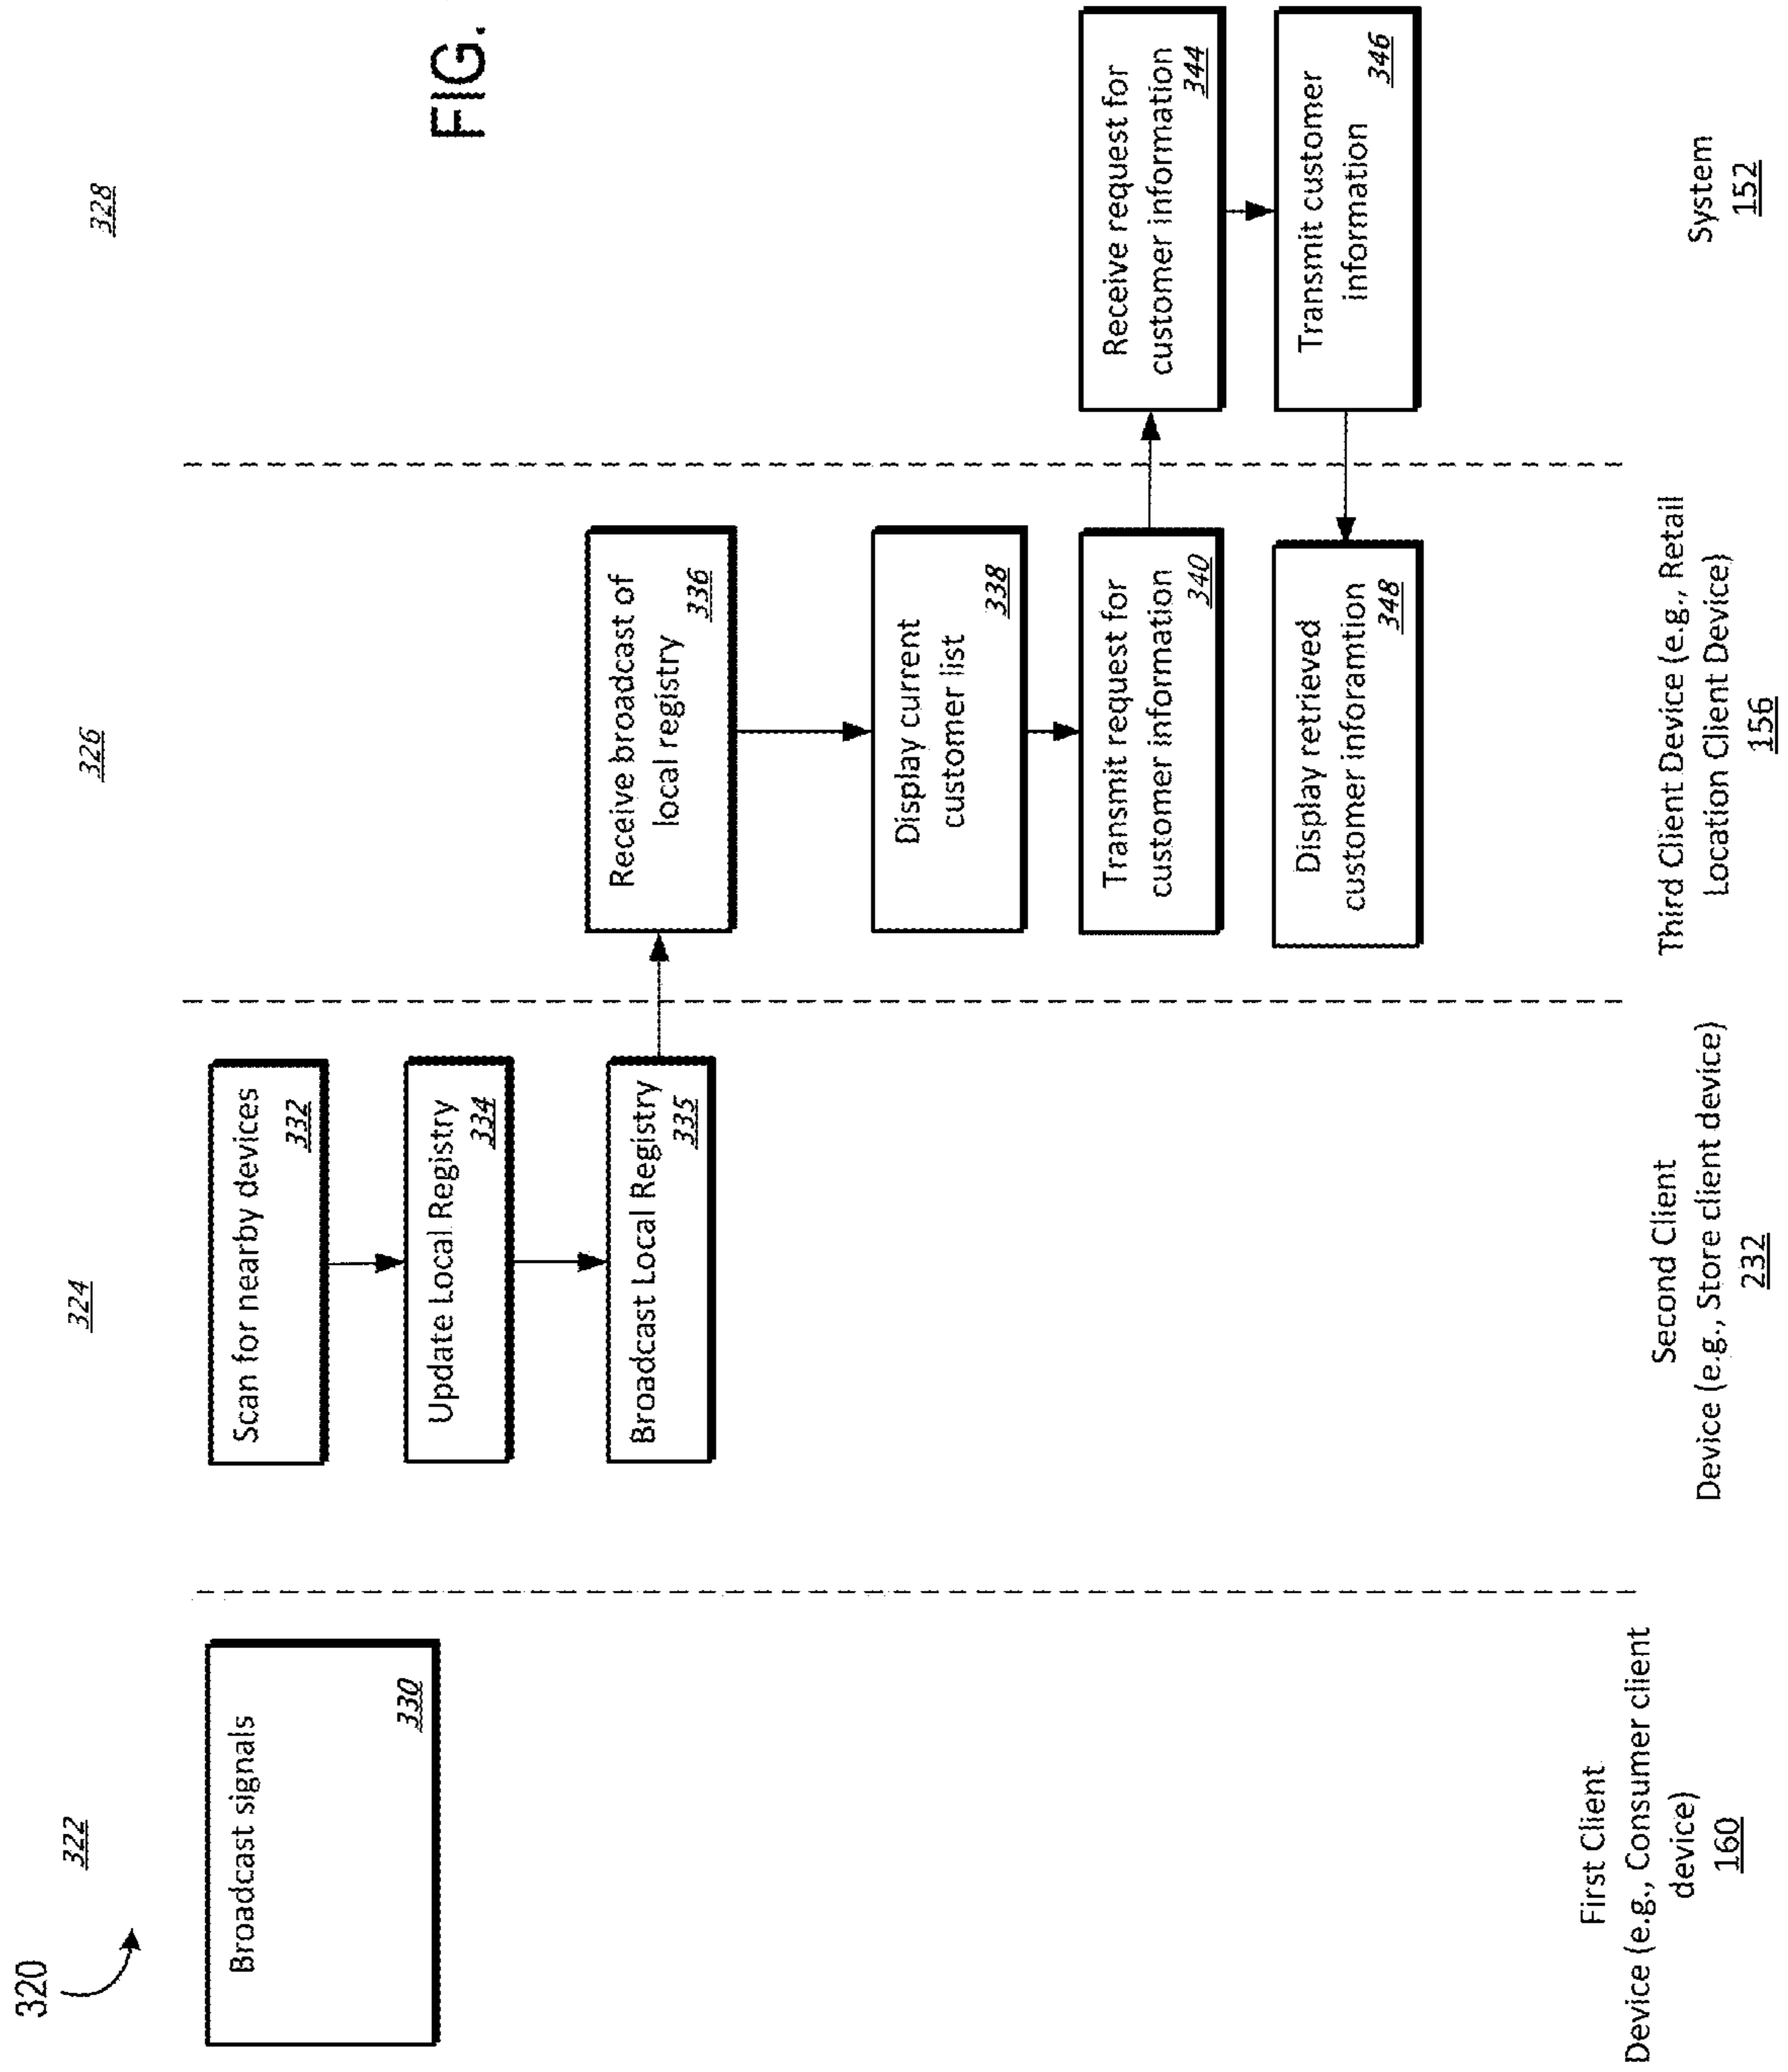 320
322
324
326
328
FIG.
Broadcast signals
330
Scan for nearby devices
332
Update Local Registry
334
Broadcast Local Registry
335
Receive broadcast of
local registry
336
Display current
customer list
338
Transmit request for
customer information
340
Receive request for
customer information
344
Transmit customer
information
346
Display retrieved
customer inforamtion
348
First Client
Device (e.g., Consumer client
device)
160
Second Client
Device (e.g., Store client device)
232
Third Client Device (e.g., Retail
Location Client Device)
156
System
152